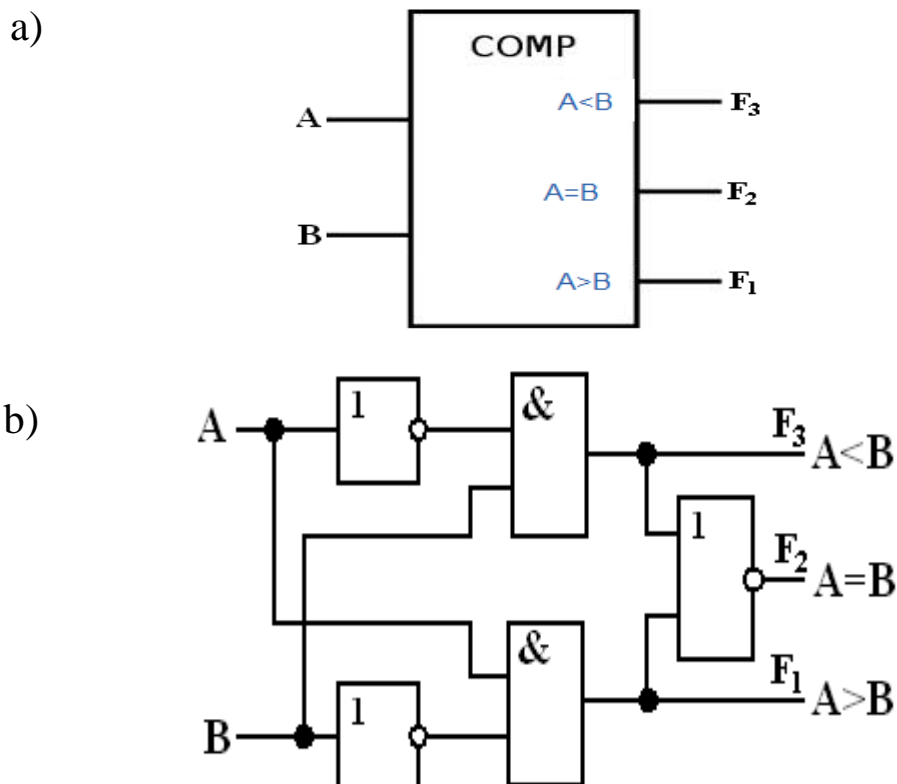 a)
COMP
A<B F₃
A
A=B F₂
B
A>B F₁
b)
A 1 & F₃ A<B
1 F₂ A=B
& F₁ A>B
B 1